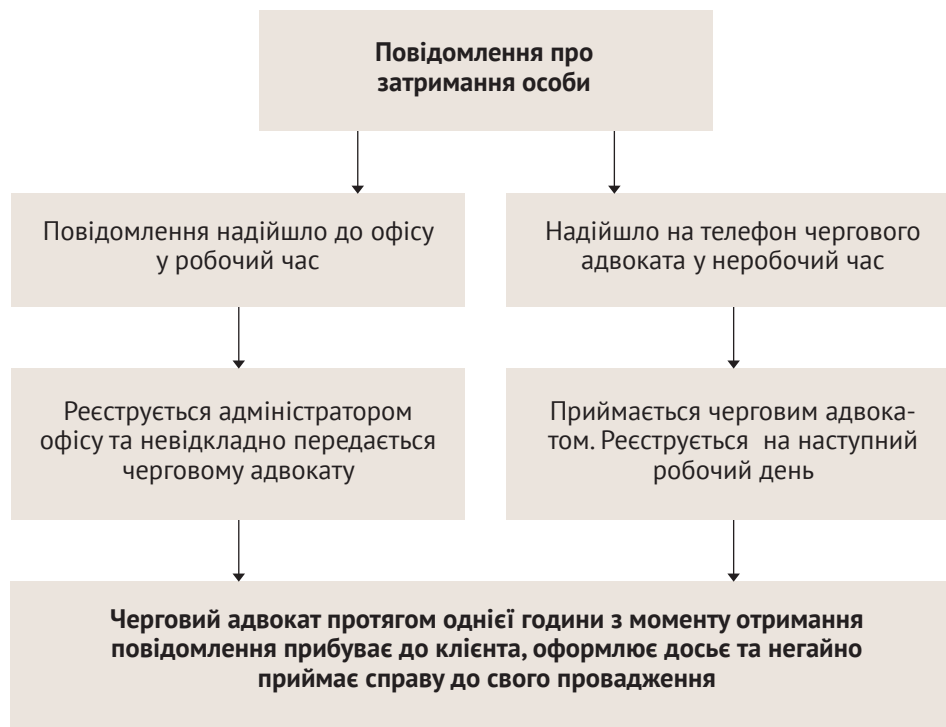 Повідомлення про
затримання особи
Повідомлення надійшло до офісу
у робочий час
Надійшло на телефон чергового
адвоката у неробочий час
Реєструється адміністратором
офісу та невідкладно передається
черговому адвокату
Приймається черговим адвока-
том. Реєструється на наступний
робочий день
Черговий адвокат протягом однієї години з моменту отримання
повідомлення прибуває до клієнта, оформлює досьє та негайно
приймає справу до свого провадження